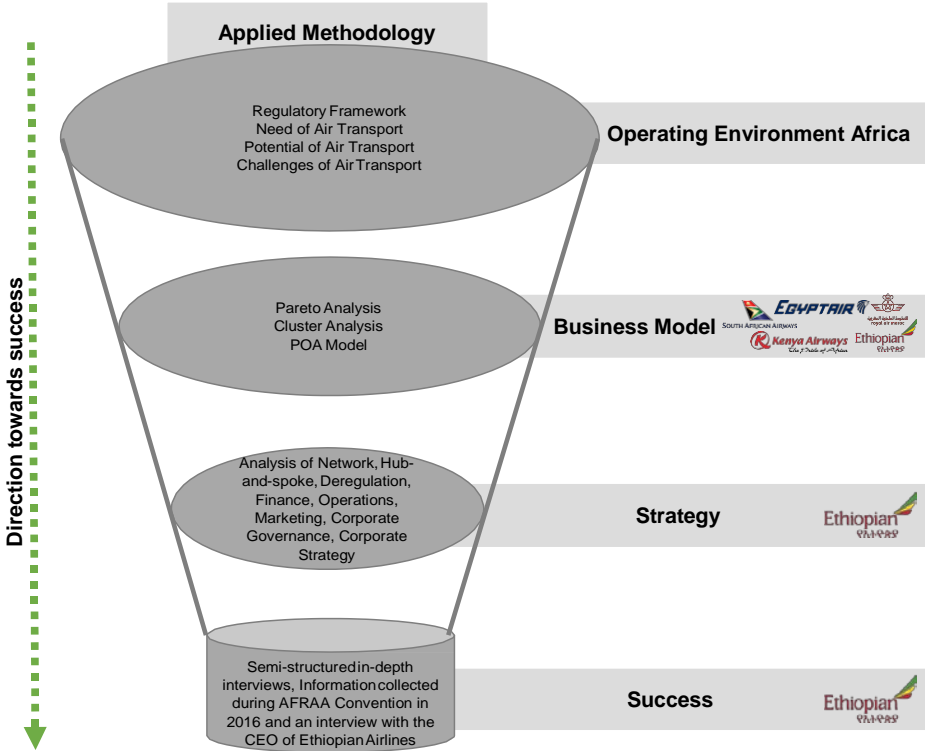 Applied Methodology
Direction towards success
Regulatory Framework
Need of Air Transport
Potential of Air Transport
Challenges of Air Transport
Operating Environment Africa
Pareto Analysis
Cluster Analysis
POA Model
Business Model
SOUTH AFRICAN AIRWAYS
EGYPTAIR
royal air maroc
Kenya Airways
The Pride of Africa
Ethiopian
Analysis of Network, Hub-
and-spoke, Deregulation,
Finance, Operations,
Marketing, Corporate
Governance, Corporate
Strategy
Strategy
Ethiopian
Semi-structured in-depth
interviews, Information collected
during AFRAA Convention in
2016 and an interview with the
CEO of Ethiopian Airlines
Success
Ethiopian